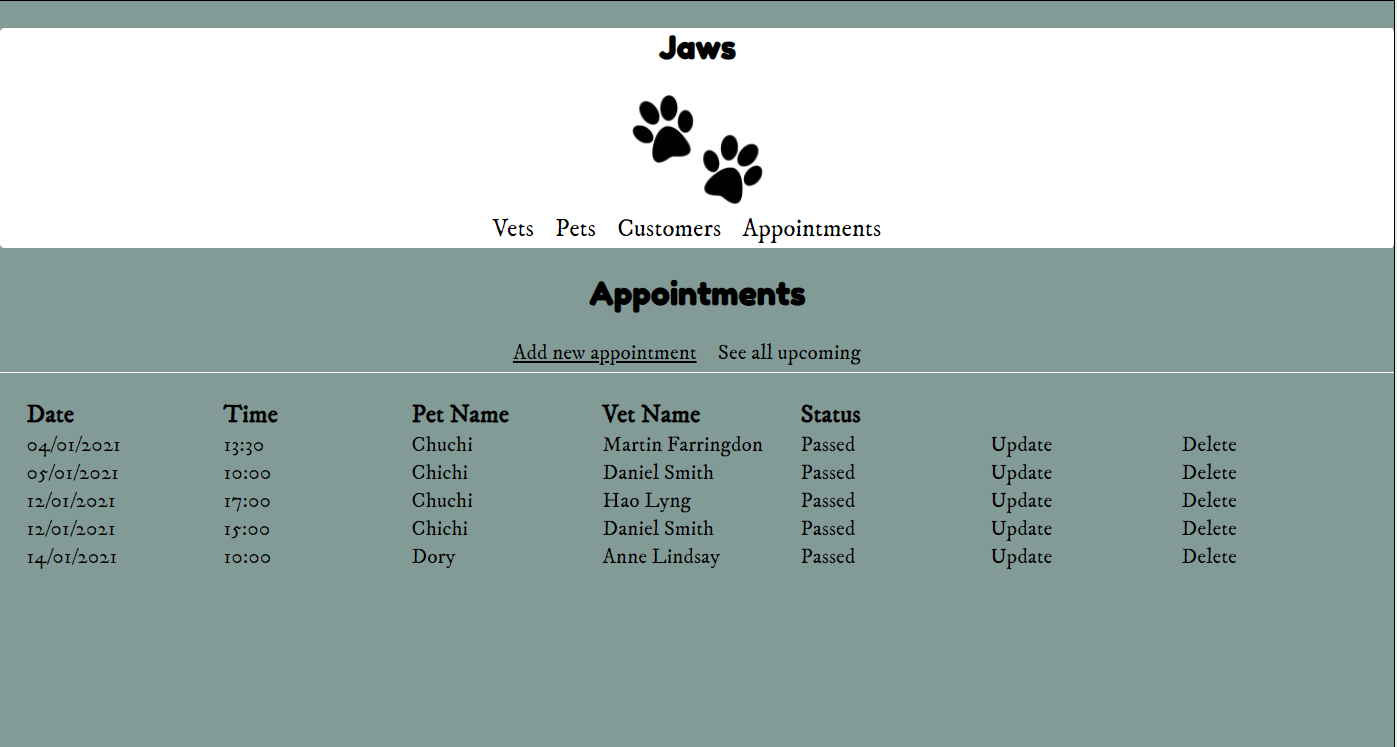 Jaws
Vets Pets Customers Appointments
Appointments
Add new appointment See all upcoming
Date Time Pet Name Vet Name Status
04/01/2021 13:30 Chuchi Martin Farringdon Passed Update Delete
05/01/2021 10:00 Chichi Daniel Smith Passed Update Delete
12/01/2021 17:00 Chuchi Hao Lyng Passed Update Delete
12/01/2021 15:00 Chichi Daniel Smith Passed Update Delete
14/01/2021 10:00 Dory Anne Lindsay Passed Update Delete